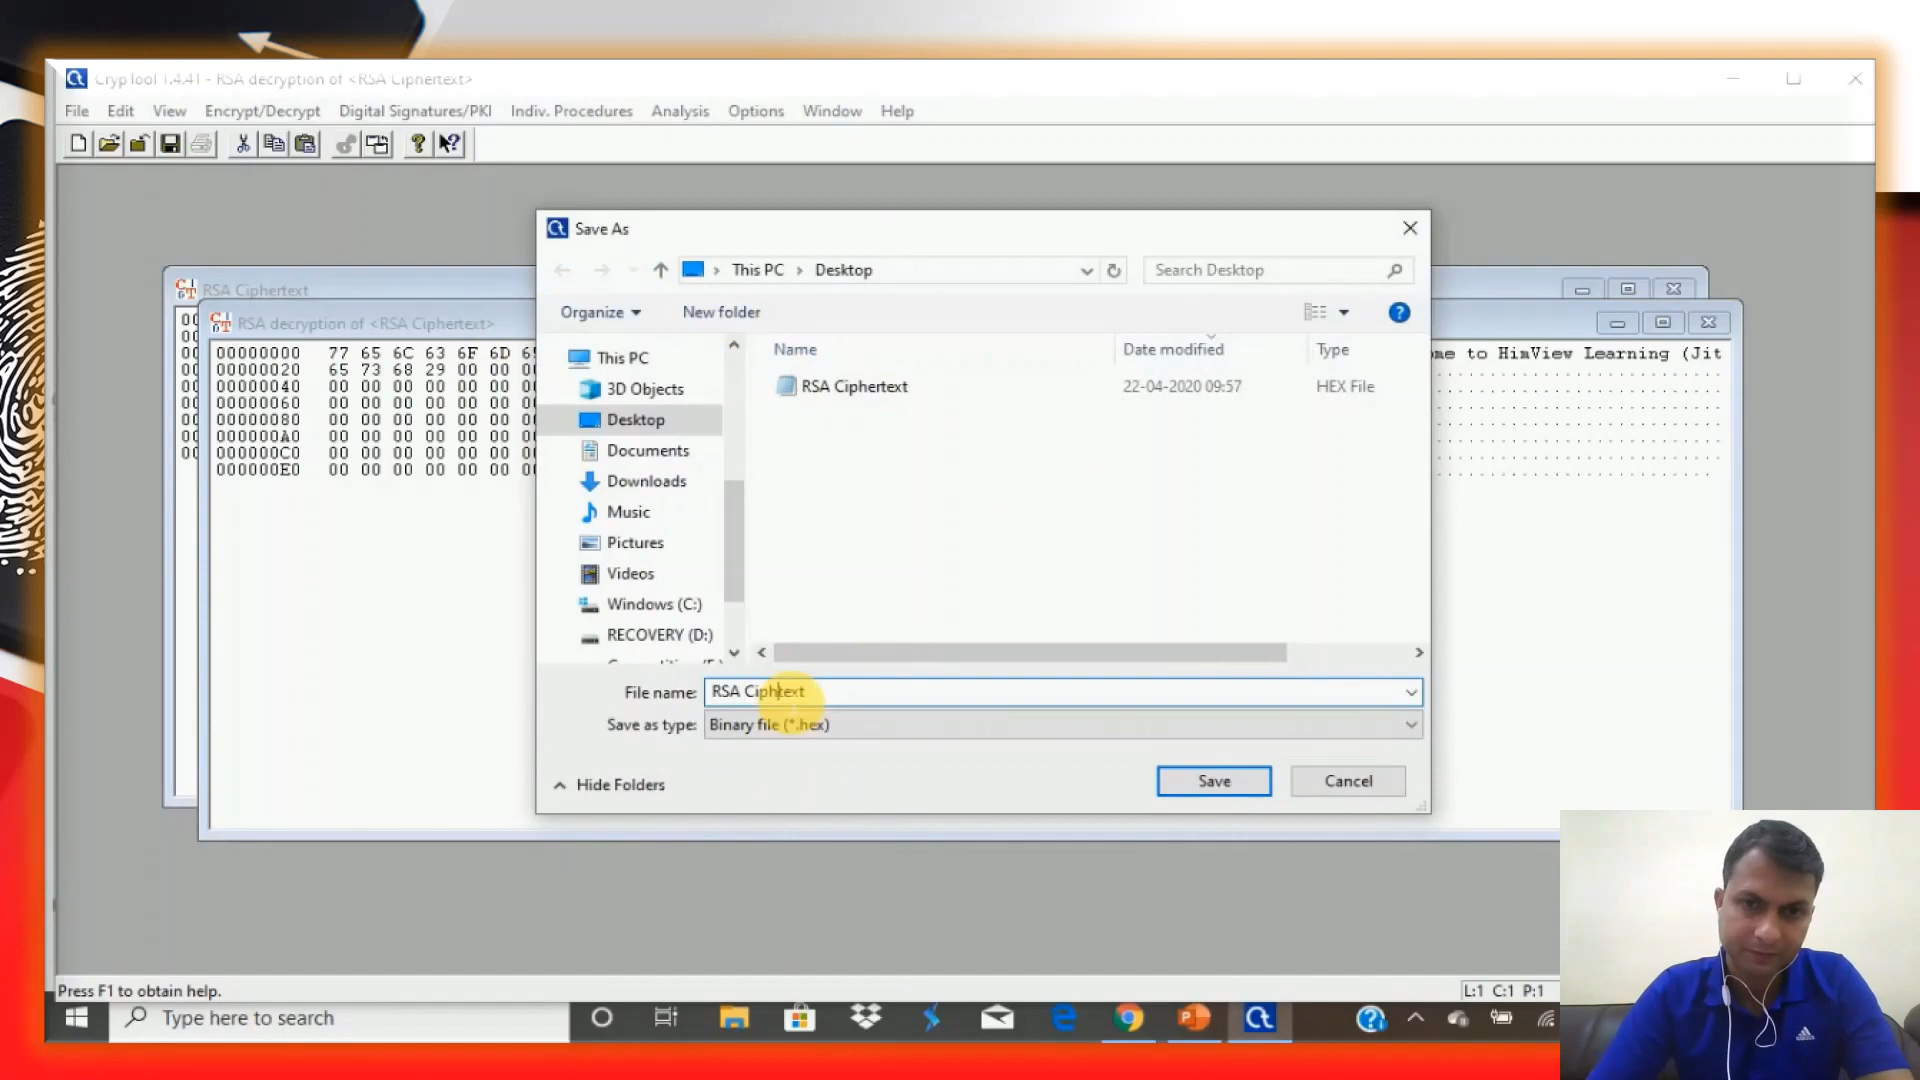 CrypTool 1.4.41 - RSA decryption of <RSA Ciphertext>
File Edit View Encrypt/Decrypt Digital Signatures/PKI Indiv. Procedures Analysis Options Window Help
Save As
This PC > Desktop
Search Desktop
Organize New folder
Name Date modified Type
RSA Ciphertext 22-04-2020 09:57 HEX File
This PC
3D Objects
Desktop
Documents
Downloads
Music
Pictures
Videos
Windows (C:)
RECOVERY (D:)
File name: RSA Ciphtext
Save as type: Binary file (*.hex)
Hide Folders Save Cancel
RSA Ciphertext
RSA decryption of <RSA Ciphertext>
00000000 77 65 6C 63 6F 6D me to HimView Learning (Jit
00000020 65 73 68 29 00 00
00000040 00 00 00 00 00 00
00000060 00 00 00 00 00 00
00000080 00 00 00 00 00 00
000000A0 00 00 00 00 00 00
000000C0 00 00 00 00 00 00
000000E0 00 00 00 00 00 00
Press F1 to obtain help. L:1 C:1 P:1
Type here to search